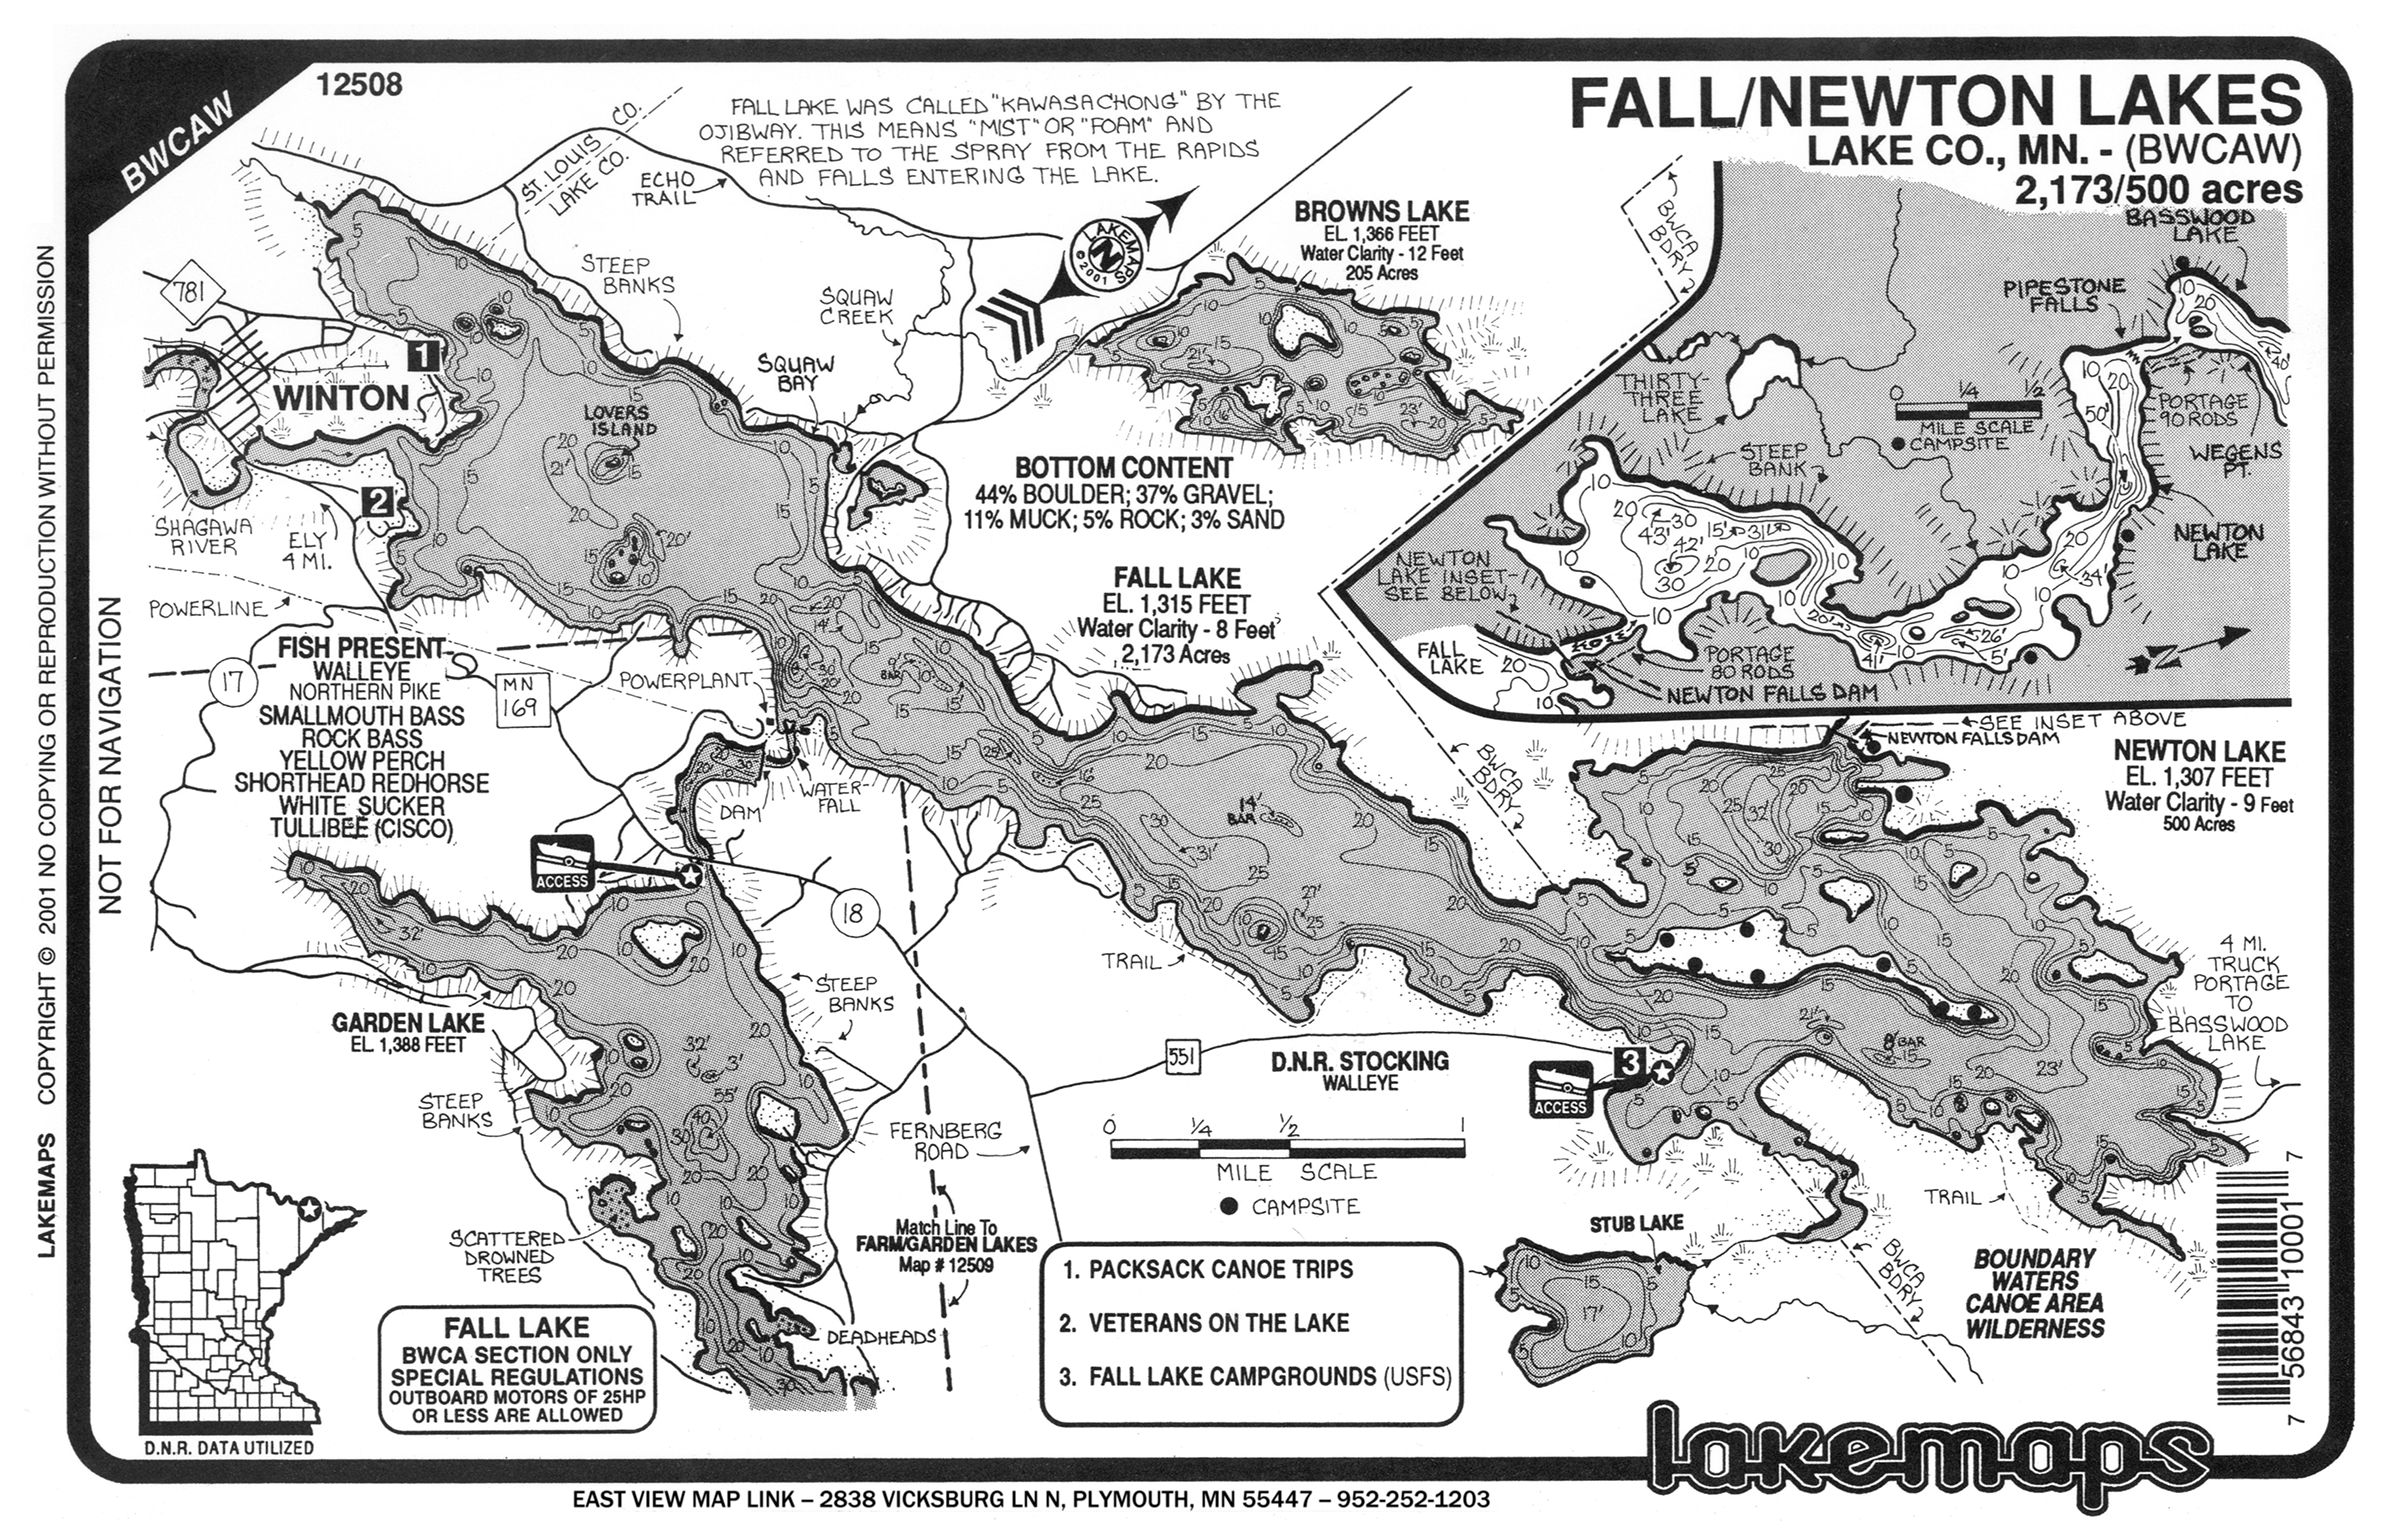 BWCAW
12508
FALL LAKE WAS CALLED "KAWASACHONG" BY THE
OJIBWAY. THIS MEANS "MIST" OR "FOAM" AND
REFERRED TO THE SPRAY FROM THE RAPIDS
AND FALLS ENTERING THE LAKE.
FALL/NEWTON LAKES
LAKE CO., MN. - (BWCAW)
2,173/500 acres
ST. LOUIS CO.
LAKE CO.
ECHO
TRAIL
LAKEMAPS
N
©2001
BROWNS LAKE
EL 1,366 FEET
Water Clarity - 12 Feet
205 Acres
BWCA
BDRY
BASSWOOD
LAKE
PIPESTONE
FALLS
PORTAGE
90 RODS
WEGENS
PT.
NEWTON
LAKE
THIRTY-
THREE
LAKE
0 1/4 1/2
MILE SCALE
CAMPSITE
STEEP
BANK
NEWTON
LAKE INSET-
SEE BELOW
FALL
LAKE
PORTAGE
80 RODS
NEWTON FALLS DAM
N
781
STEEP
BANKS
SQUAW
CREEK
SQUAW
BAY
1
WINTON
LOVERS
ISLAND
2
SHAGAWA
RIVER
ELY
4 MI.
POWERLINE
BOTTOM CONTENT
44% BOULDER; 37% GRAVEL;
11% MUCK; 5% ROCK; 3% SAND
FALL LAKE
EL. 1,315 FEET
Water Clarity - 8 Feet
2,173 Acres
FISH PRESENT
WALLEYE
NORTHERN PIKE
SMALLMOUTH BASS
ROCK BASS
YELLOW PERCH
SHORTHEAD REDHORSE
WHITE SUCKER
TULLIBEE (CISCO)
17
MN
169
POWERPLANT
DAM
WATER-
FALL
BAR
14'
BAR
ACCESS
18
TRAIL
BWCA
BDRY
SEE INSET ABOVE
NEWTON FALLS DAM
NEWTON LAKE
EL. 1,307 FEET
Water Clarity - 9 Feet
500 Acres
4 MI.
TRUCK
PORTAGE
TO
BASSWOOD
LAKE
GARDEN LAKE
EL 1,388 FEET
STEEP
BANKS
STEEP
BANKS
551
D.N.R. STOCKING
WALLEYE
3
ACCESS
8' BAR
0 1/4 1/2 1
MILE SCALE
CAMPSITE
FERNBERG
ROAD
Match Line To
FARM/GARDEN LAKES
Map # 12509
SCATTERED
DROWNED
TREES
DEADHEADS
STUB LAKE
TRAIL
BWCA
BDRY
BOUNDARY
WATERS
CANOE AREA
WILDERNESS
1. PACKSACK CANOE TRIPS
2. VETERANS ON THE LAKE
3. FALL LAKE CAMPGROUNDS (USFS)
FALL LAKE
BWCA SECTION ONLY
SPECIAL REGULATIONS
OUTBOARD MOTORS OF 25HP
OR LESS ARE ALLOWED
D.N.R. DATA UTILIZED
7 56843 10001 7
lakemaps
EAST VIEW MAP LINK – 2838 VICKSBURG LN N, PLYMOUTH, MN 55447 – 952-252-1203
LAKEMAPS COPYRIGHT © 2001 NO COPYING OR REPRODUCTION WITHOUT PERMISSION
NOT FOR NAVIGATION